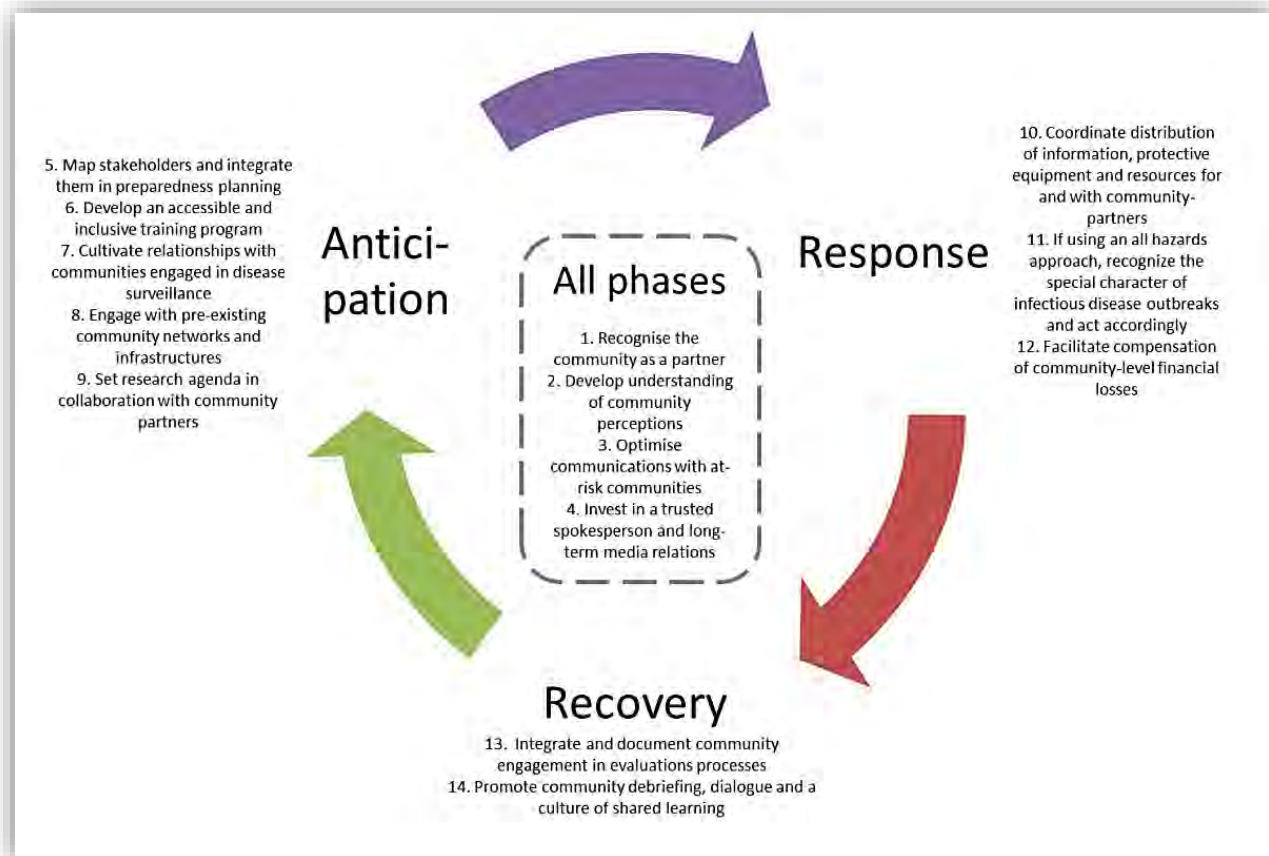 Antici-
pation
5. Map stakeholders and integrate
them in preparedness planning
6. Develop an accessible and
inclusive training program
7. Cultivate relationships with
communities engaged in disease
surveillance
8. Engage with pre-existing
community networks and
infrastructures
9. Set research agenda in
collaboration with community
partners
All phases
1. Recognise the
community as a partner
2. Develop understanding
of community
perceptions
3. Optimise
communications with at-
risk communities
4. Invest in a trusted
spokesperson and long-
term media relations
Response
10. Coordinate distribution
of information, protective
equipment and resources for
and with community-
partners
11. If using an all hazards
approach, recognize the
special character of
infectious disease outbreaks
and act accordingly
12. Facilitate compensation
of community-level financial
losses
Recovery
13. Integrate and document community
engagement in evaluations processes
14. Promote community debriefing, dialogue and a
culture of shared learning